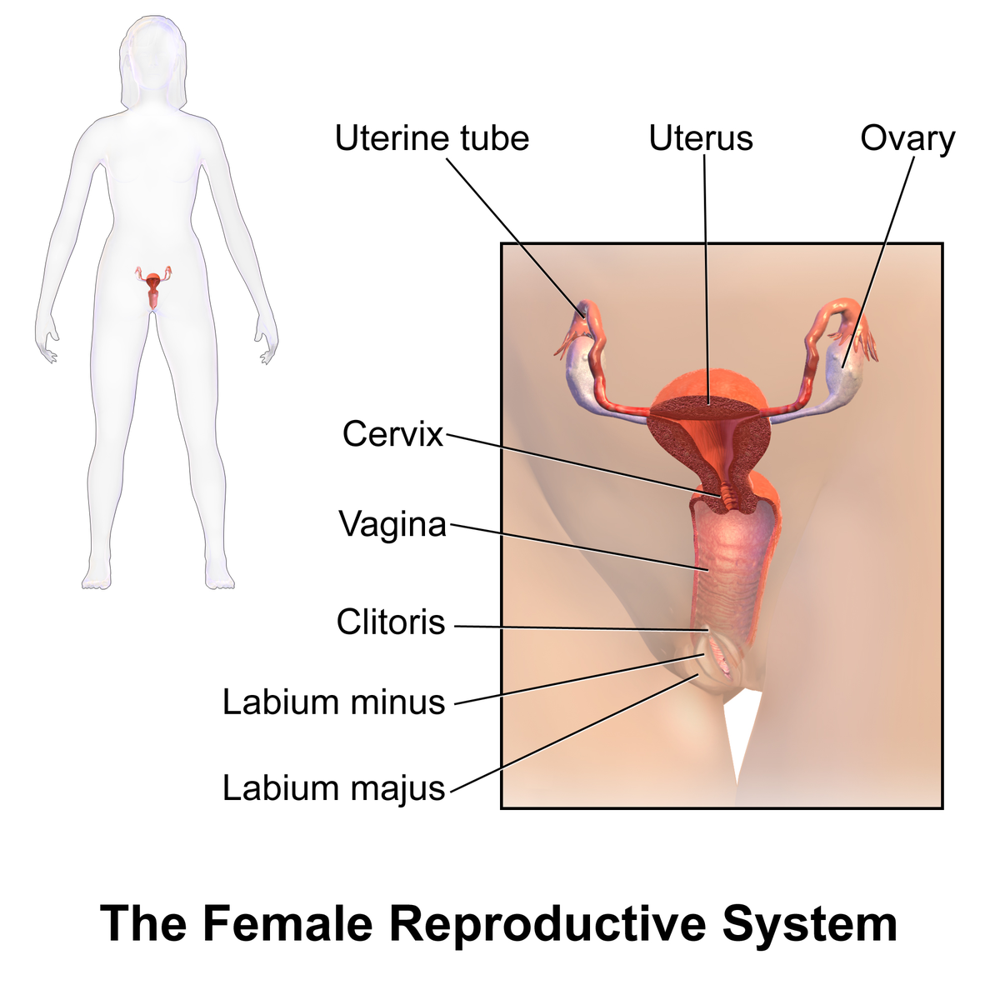 Uterine tube
Uterus
Ovary
Cervix
Vagina
Clitoris
Labium minus
Labium majus
The Female Reproductive System